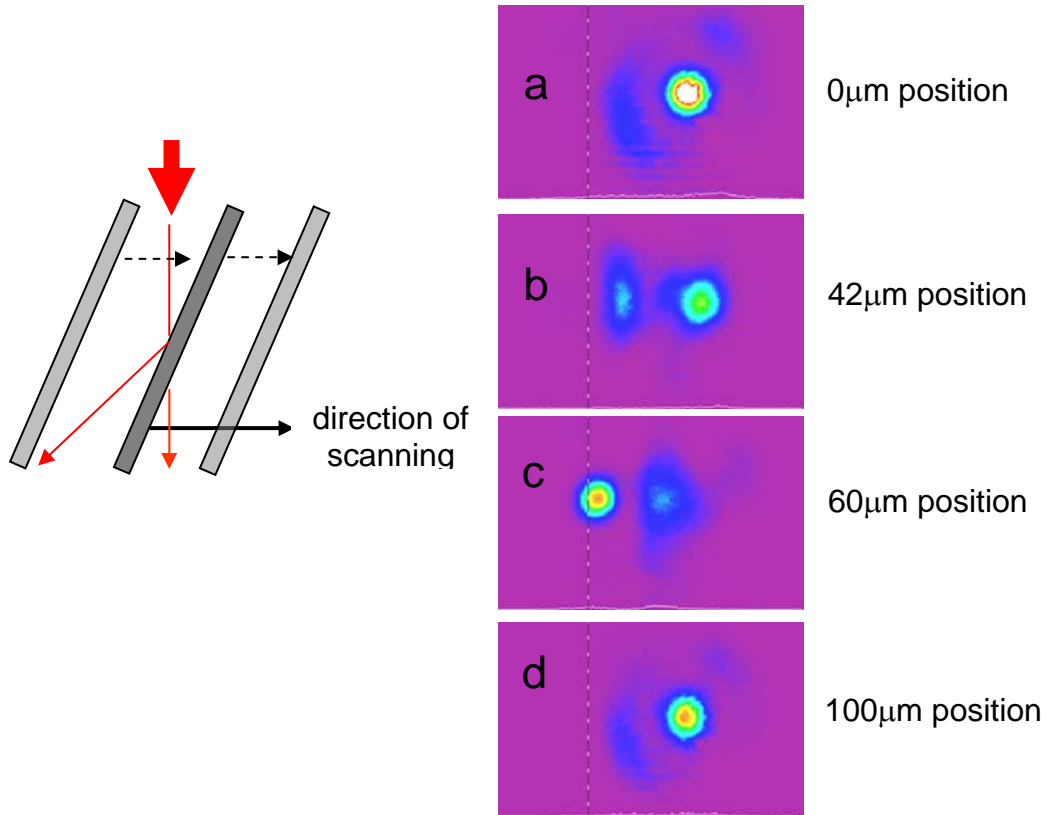 a
0μm position
b
42μm position
direction of
scanning
c
60μm position
d
100μm position